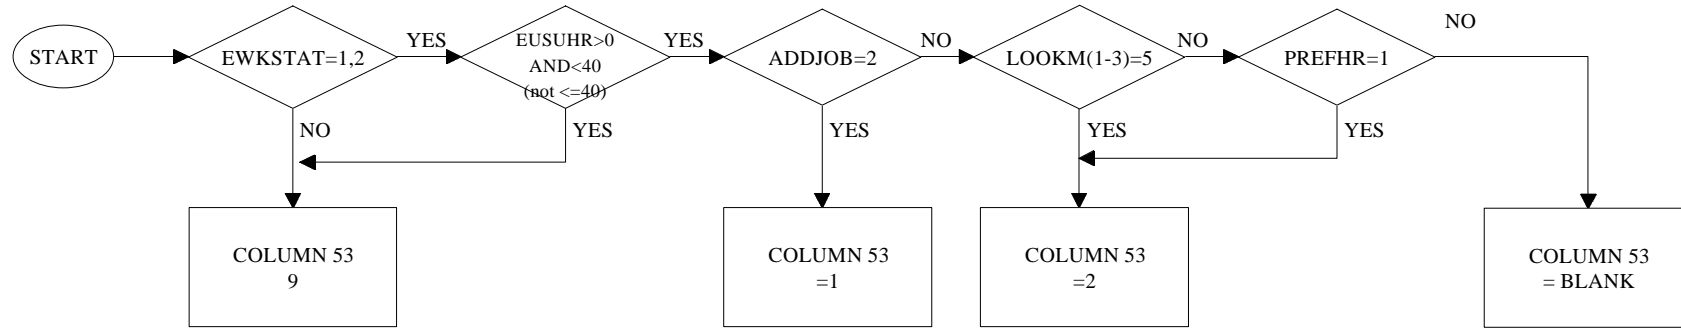 START
EWKSTAT=1,2
YES
EUSUHR>0
AND<40
(not <=40)
YES
ADDJOB=2
NO
LOOKM(1-3)=5
NO
PREFHR=1
NO
NO
YES
YES
YES
YES
COLUMN 53
9
COLUMN 53
=1
COLUMN 53
=2
COLUMN 53
= BLANK